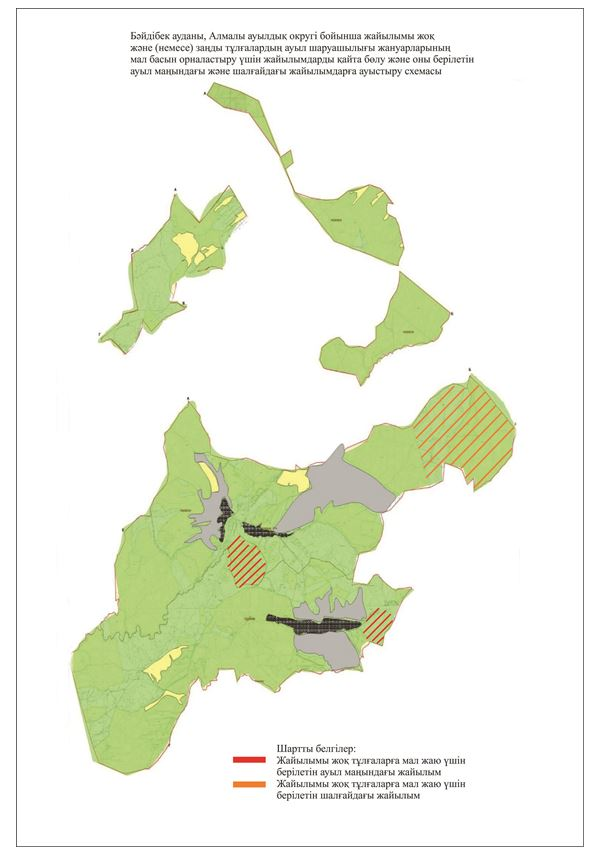 Бәйдібек ауданы, Алмалы ауылдық округі бойынша жайылымы жоқ
және (немесе) заңды тұлғалардың ауыл шаруашылығы жануарларының
мал басын орналастыру үшін жайылымдарды қайта бөлу және оны берілетін
ауыл маңындағы және шалғайдағы жайылымдарға ауыстыру схемасы
Шартты белгілер:
Жайылымы жоқ тұлғаларға мал жаю үшін
берілетін ауыл маңындағы жайылым
Жайылымы жоқ тұлғаларға мал жаю үшін
берілетін шалғайдағы жайылым